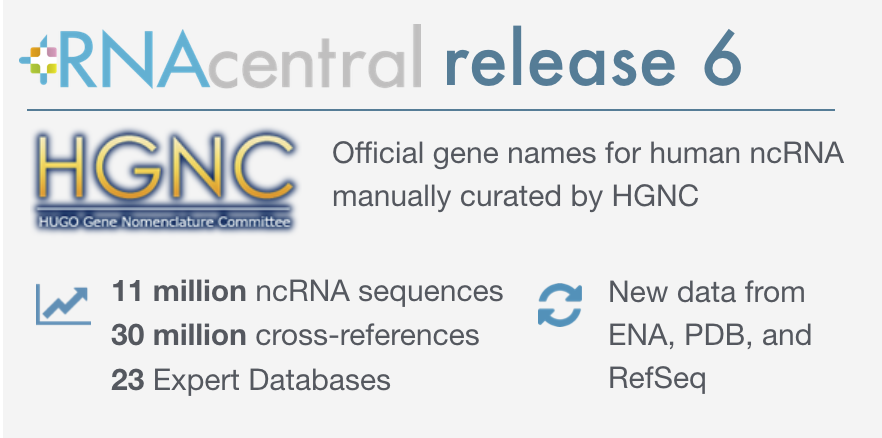 RNAcentral release 6
HGNC
HUGO Gene Nomenclature Committee
Official gene names for human ncRNA
manually curated by HGNC
11 million ncRNA sequences
30 million cross-references
23 Expert Databases
New data from
ENA, PDB, and
RefSeq